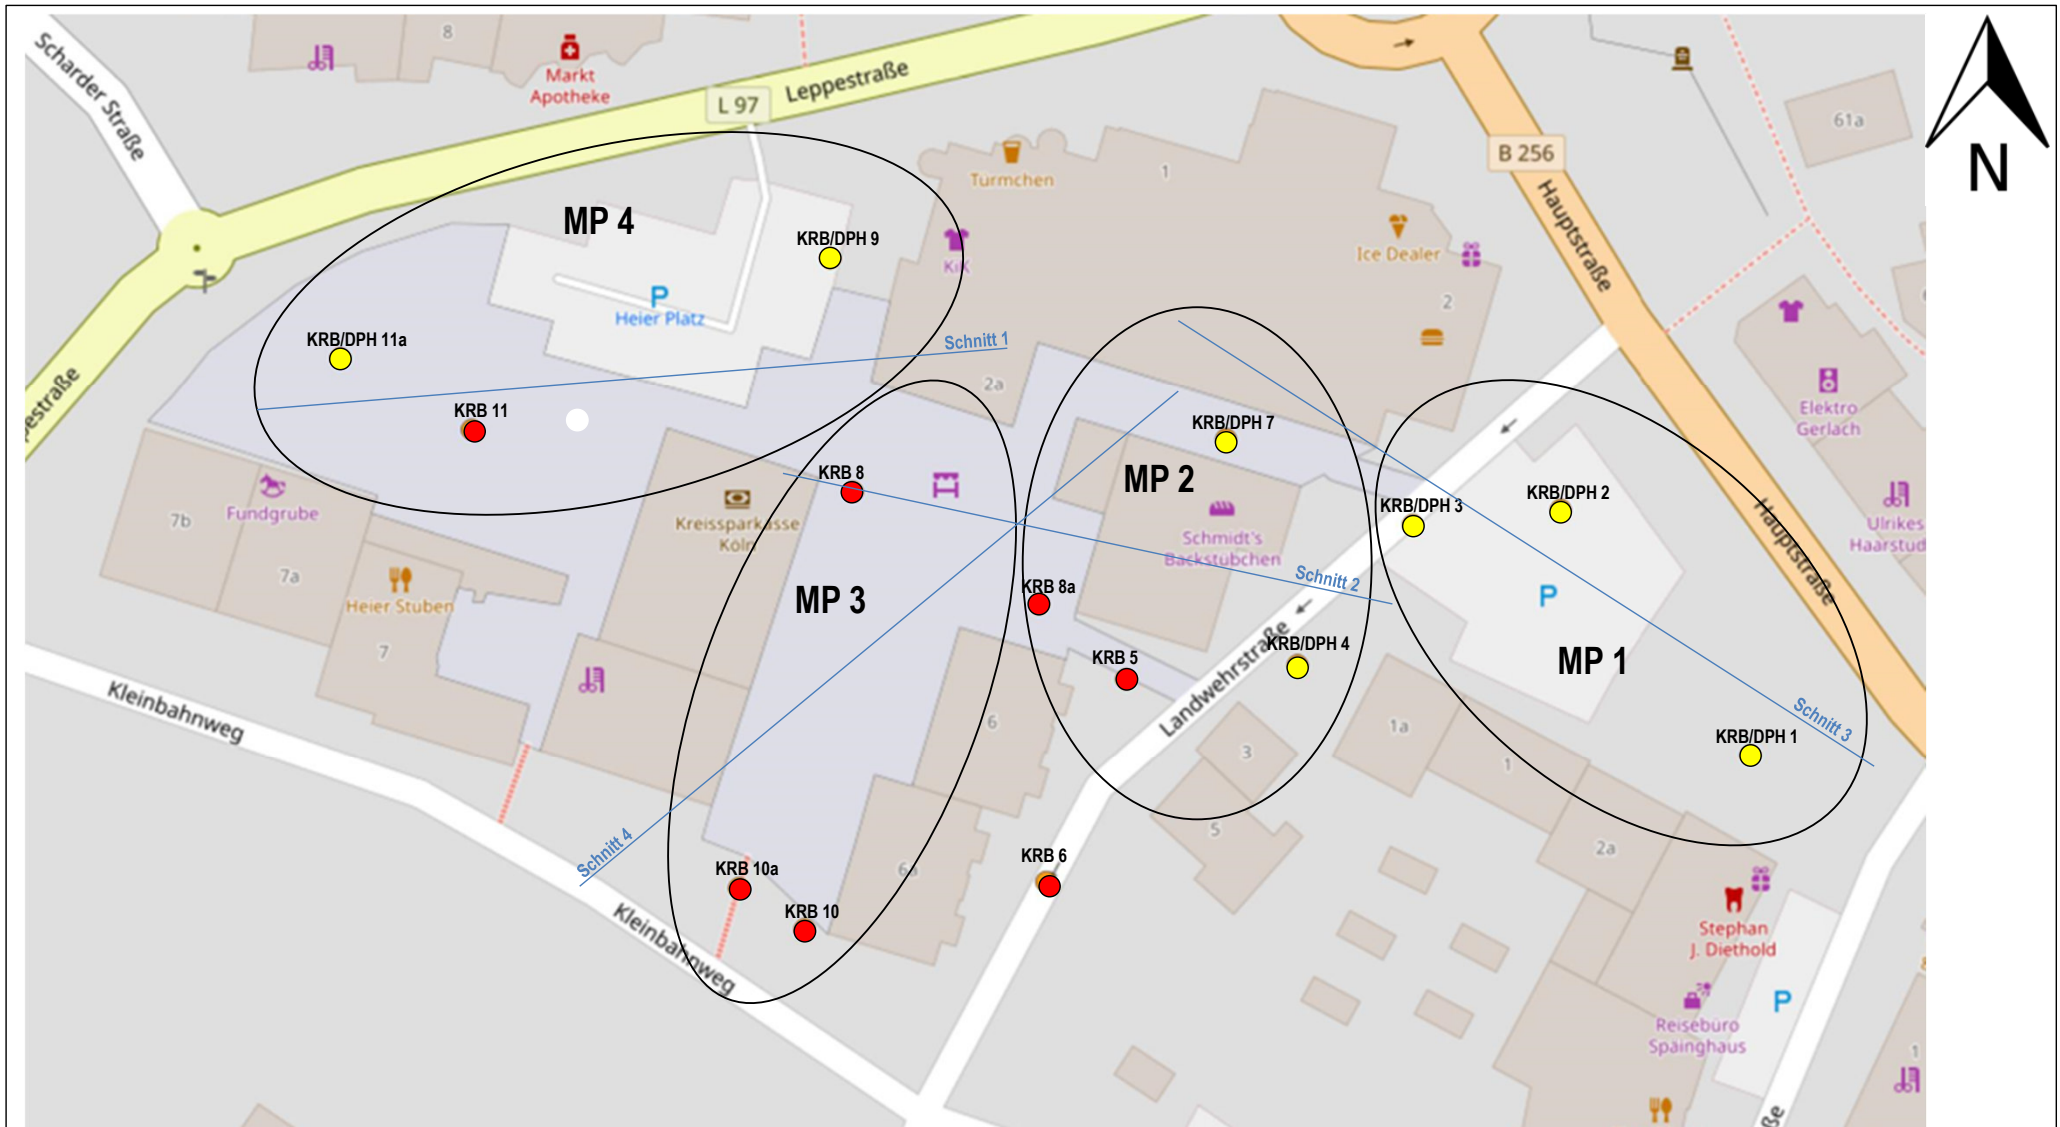 Scharder Straße
8
Markt
Apotheke
L 97
Leppestraße
B 256
61a
N
Türmchen
1
Hauptstraße
MP 4
KRB/DPH 9
KiK
Ice Dealer
2
P
Heier Platz
KRB/DPH 11a
Schnitt 1
2a
KRB 11
Elektro
Gerlach
KRB/DPH 7
KRB 8
MP 2
KRB/DPH 3
KRB/DPH 2
Fundgrube
7b
Kreissparkasse
Köln
Schmidt's
Backstübchen
Hauptstraße
Ulrikes
Haarstud
7a
Heier Stuben
MP 3
KRB 8a
Schnitt 2
P
7
KRB 5
Landwehrstraße
KRB/DPH 4
MP 1
Kleinbahnweg
6
3
1a
1
KRB/DPH 1
Schnitt 3
5
2a
Schnitt 4
KRB 10a
6a
KRB 6
KRB 10
Kleinbahnweg
Stephan
J. Diethold
P
Reisebüro
Spainghaus
1